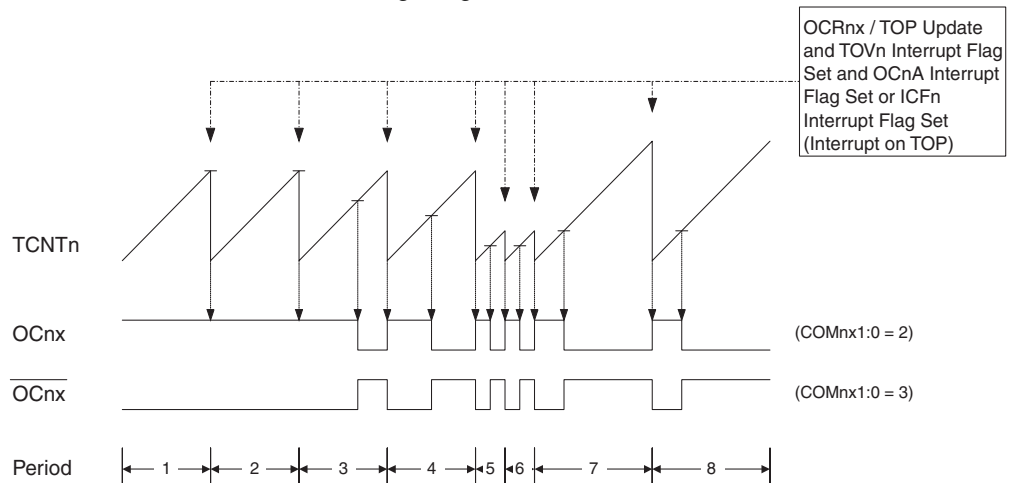 OCRnx / TOP Update
and TOVn Interrupt Flag
Set and OCnA Interrupt
Flag Set or ICFn
Interrupt Flag Set
(Interrupt on TOP)
TCNTn
OCnx (COMnx1:0 = 2)
OCnx (COMnx1:0 = 3)
Period 1 2 3 4 5 6 7 8